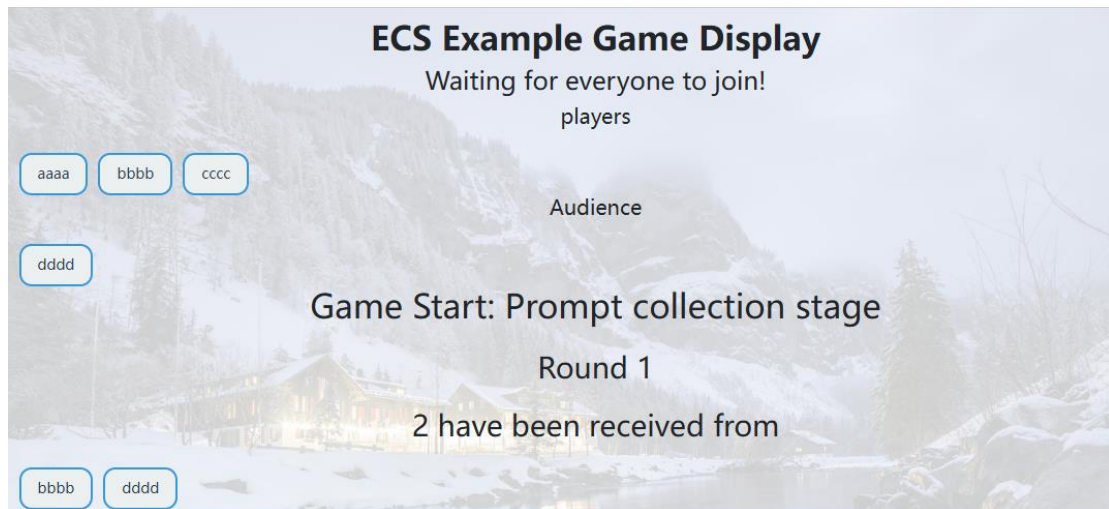 ECS Example Game Display
Waiting for everyone to join!
players
aaaa bbbb cccc
Audience
dddd
Game Start: Prompt collection stage
Round 1
2 have been received from
bbbb dddd